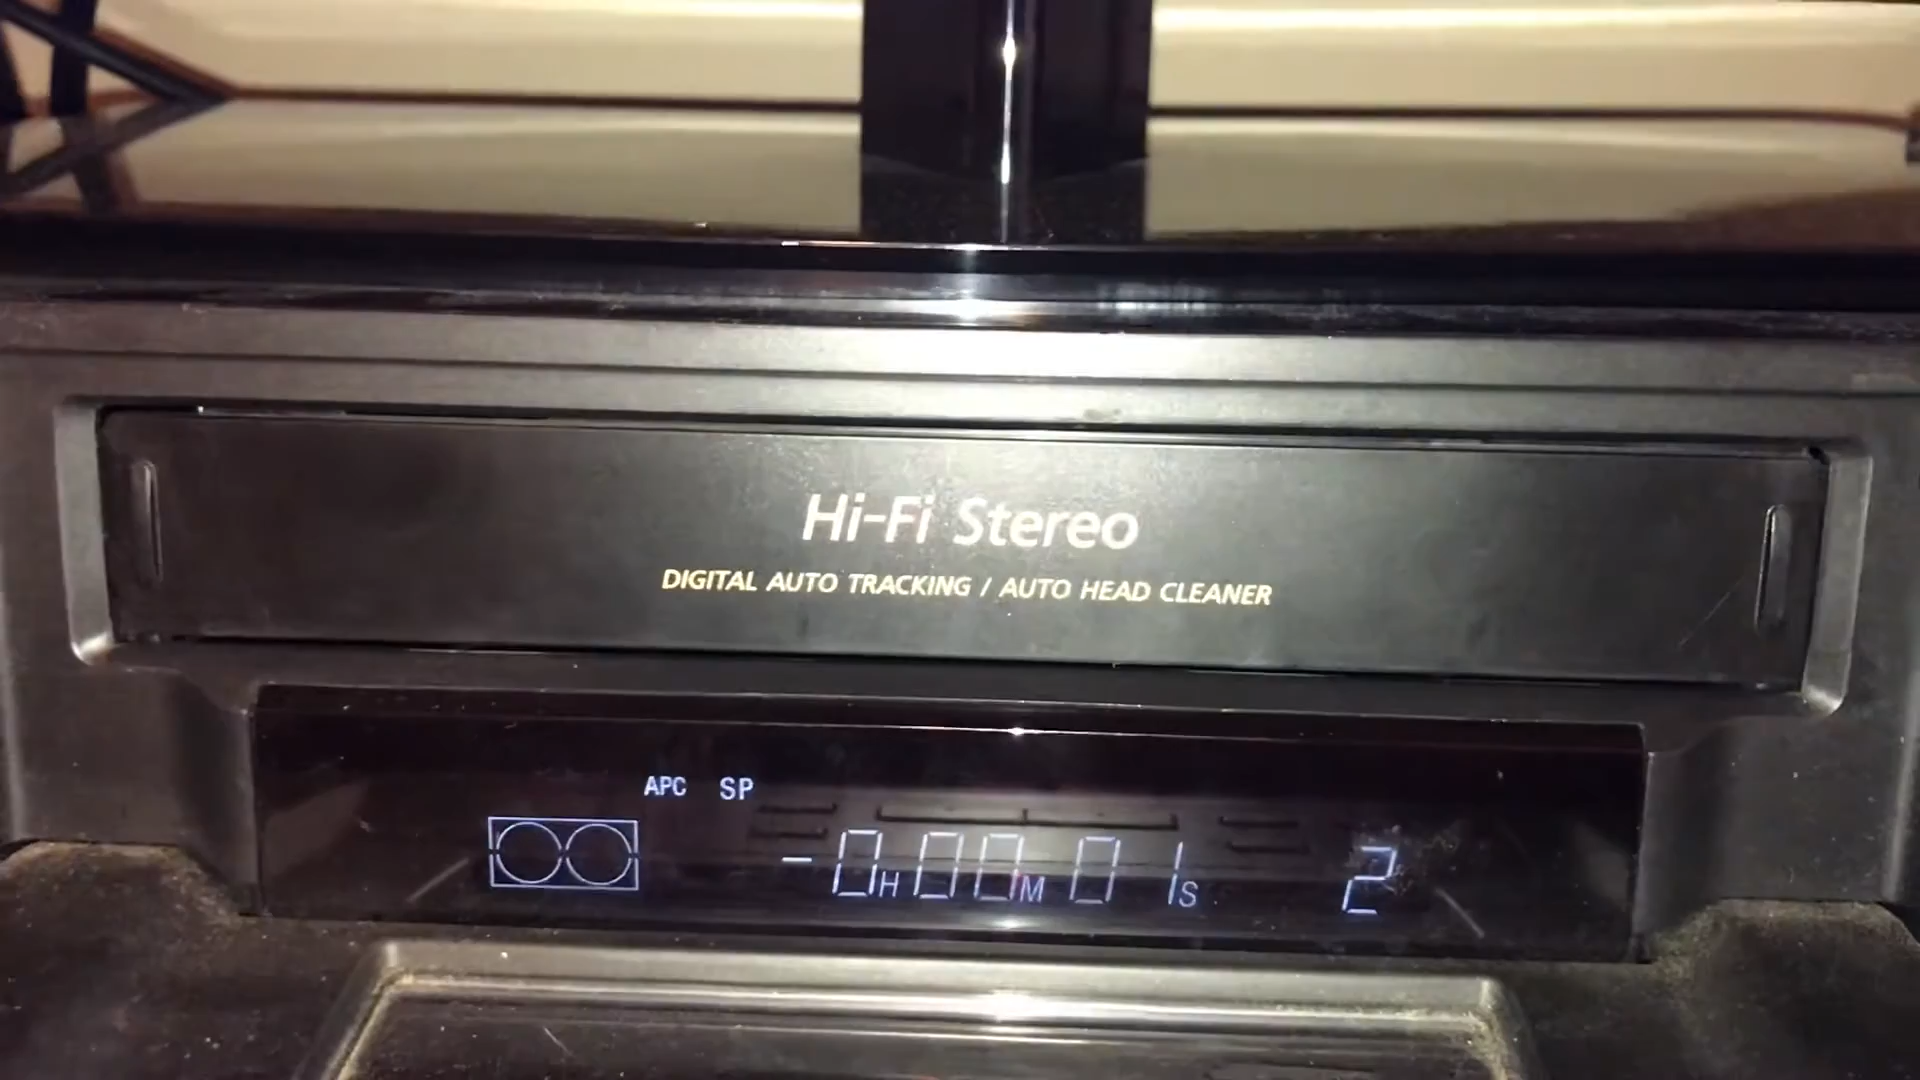 Hi-Fi Stereo
DIGITAL AUTO TRACKING / AUTO HEAD CLEANER
APC SP
-0H00M01S 2